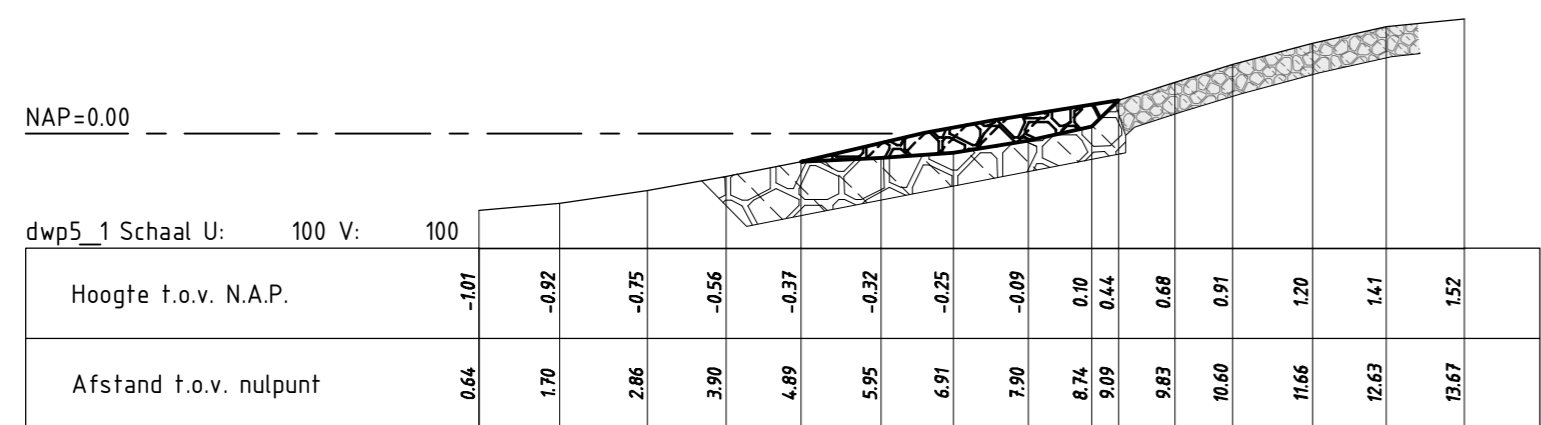 NAP=0.00
dwp5_1 Schaal U: 100 V: 100
Hoogte t.o.v. N.A.P. -1.01 -0.92 -0.75 -0.56 -0.37 -0.32 -0.25 -0.09 0.10 0.44 0.68 0.91 1.20 1.41 1.52
Afstand t.o.v. nulpunt 0.64 1.70 2.86 3.90 4.89 5.95 6.91 7.90 8.74 9.09 9.83 10.60 11.66 12.63 13.67